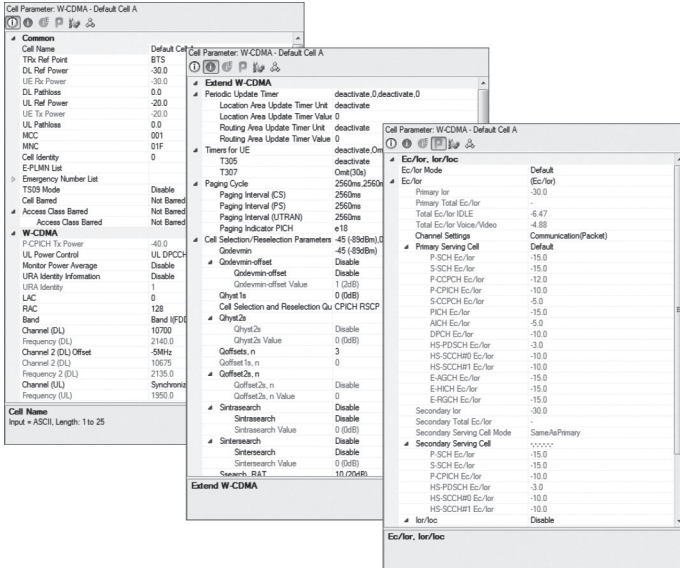 Cell Parameter: W-CDMA - Default Cell A
Common
Cell Name Default Cell A
TRx Ref Point BTS
DL Ref Power -30.0
UE Rx Power -30.0
DL Pathloss 0.0
UL Ref Power -20.0
UE Tx Power -20.0
UL Pathloss 0.0
MCC 001
MNC 01F
Cell Identity 0
E-PLMN List
Emergency Number List
TS09 Mode Disable
Cell Barred Not Barred
Access Class Barred Not Barred
Access Class Barred Not Barred
W-CDMA
P-CPICH Tx Power -40.0
UL Power Control UL DPCCH
Monitor Power Average Disable
URA Identity Information Disable
URA Identity 1
LAC 0
RAC 128
Band Band I(FDD
Channel (DL) 10700
Frequency (DL) 2140.0
Channel 2 (DL) Offset -5MHz
Channel 2 (DL) 10675
Frequency 2 (DL) 2135.0
Channel (UL) Synchroniz
Frequency (UL) 1950.0
Cell Name
Input = ASCII, Length: 1 to 25
Cell Parameter: W-CDMA - Default Cell A
Extend W-CDMA
Periodic Update Timer deactivate,0,deactivate,0
Location Area Update Timer Unit deactivate
Location Area Update Timer Value 0
Routing Area Update Timer Unit deactivate
Routing Area Update Timer Value 0
Timers for UE deactivate,Om
T305 deactivate
T307 Omit(30s)
Paging Cycle 2560ms,2560m
Paging Interval (CS) 2560ms
Paging Interval (PS) 2560ms
Paging Interval (UTRAN) 2560ms
Paging Indicator PICH e18
Cell Selection/Reselection Parameters -45 (-89dBm),0
Qrxlevmin -45 (-89dBm)
Qrxlevmin-offset Disable
Qrxlevmin-offset Disable
Qrxlevmin-offset Value 1 (2dB)
Qhyst1s 0 (0dB)
Cell Selection and Reselection Qu CPICH RSCP
Qhyst2s
Qhyst2s Disable
Qhyst2s Value 0 (0dB)
Qoffsets, n 3
Qoffset1s, n 0
Qoffset2s, n
Qoffset2s, n Disable
Qoffset2s, n Value 0
Sintrasearch Disable
Sintrasearch Disable
Sintrasearch Value 0 (0dB)
Sintersearch Disable
Sintersearch Disable
Sintersearch Value 0 (0dB)
Ssearch, RAT 10 (20dB)
Extend W-CDMA
Cell Parameter: W-CDMA - Default Cell A
Ec/Ior, Ior/Ioc
Ec/Ior Mode Default
Ec/Ior (Ec/Ior)
Primary Ior -30.0
Primary Total Ec/Ior -
Total Ec/Ior IDLE -6.47
Total Ec/Ior Voice/Video -4.88
Channel Settings Communication(Packet)
Primary Serving Cell Default
P-SCH Ec/Ior -15.0
S-SCH Ec/Ior -15.0
P-CCPCH Ec/Ior -12.0
P-CPICH Ec/Ior -10.0
S-CCPCH Ec/Ior -5.0
PICH Ec/Ior -15.0
AICH Ec/Ior -5.0
DPCH Ec/Ior -10.0
HS-PDSCH Ec/Ior -3.0
HS-SCCH#0 Ec/Ior -10.0
HS-SCCH#1 Ec/Ior -10.0
E-AGCH Ec/Ior -15.0
E-HICH Ec/Ior -15.0
E-RGCH Ec/Ior -15.0
Secondary Ior -30.0
Secondary Total Ec/Ior -
Secondary Serving Cell Mode SameAsPrimary
Secondary Serving Cell -,-,-,-,-,-
P-SCH Ec/Ior -15.0
S-SCH Ec/Ior -15.0
P-CPICH Ec/Ior -10.0
HS-PDSCH Ec/Ior -3.0
HS-SCCH#0 Ec/Ior -10.0
HS-SCCH#1 Ec/Ior -10.0
Ior/Ioc Disable
Ec/Ior, Ior/Ioc